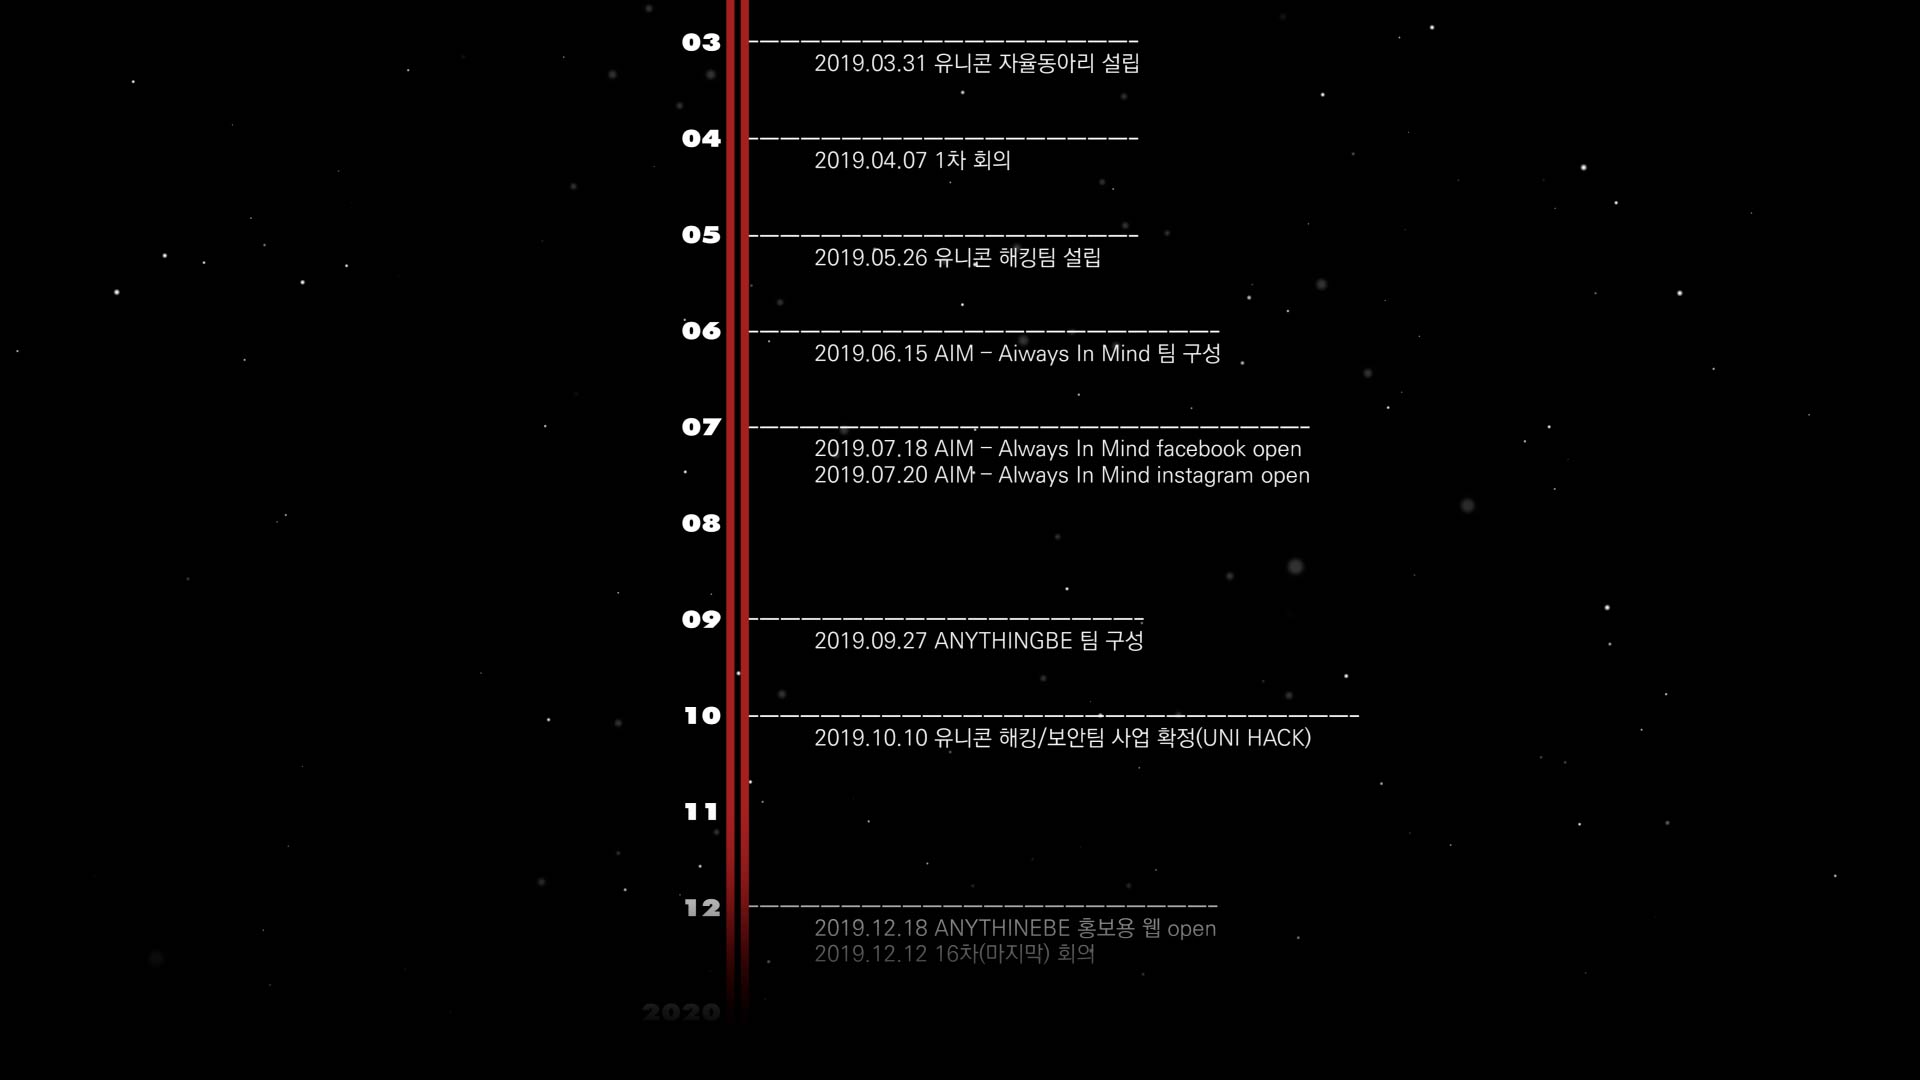 03
2019.03.31 유니콘 자율동아리 설립
04
2019.04.07 1차 회의
05
2019.05.26 유니콘 해킹팀 설립
06
2019.06.15 AIM - Aiways In Mind 팀 구성
07
2019.07.18 AIM - Always In Mind facebook open
2019.07.20 AIM - Always In Mind instagram open
08
09
2019.09.27 ANYTHINGBE 팀 구성
10
2019.10.10 유니콘 해킹/보안팀 사업 확정(UNI HACK)
11
12
2019.12.18 ANYTHINEBE 홍보용 웹 open
2019.12.12 16차(마지막) 회의
2020